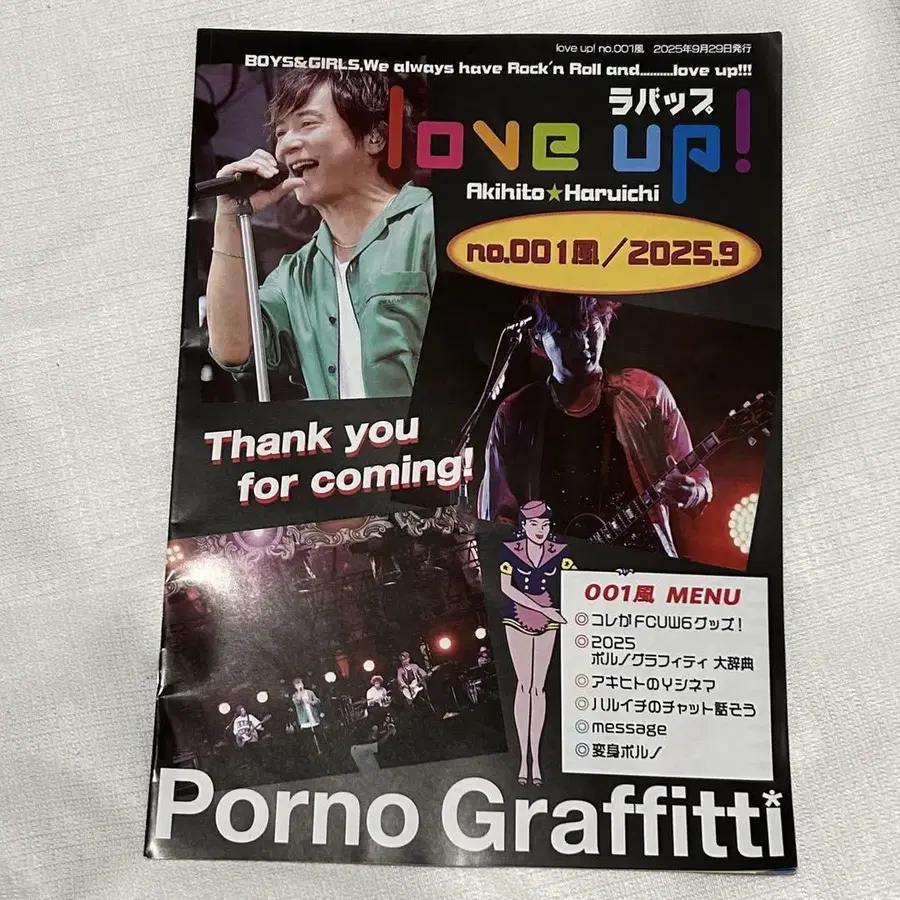 love up! no.001風 2025年9月29日発行
BOYS&GIRLS,We always have Rock'n Roll and..........love up!!!
ラバップ
love up!
Akihito★Haruichi
no.001風/2025.9
Thank you
for coming!
001風 MENU
◎コレがFCUW6グッズ!
◎2025
ポルノグラフィティ 大辞典
◎アキヒトのYシネマ
◎ハルイチのチャット話そう
◎message
◎変身ポルノ
Porno Graffitti